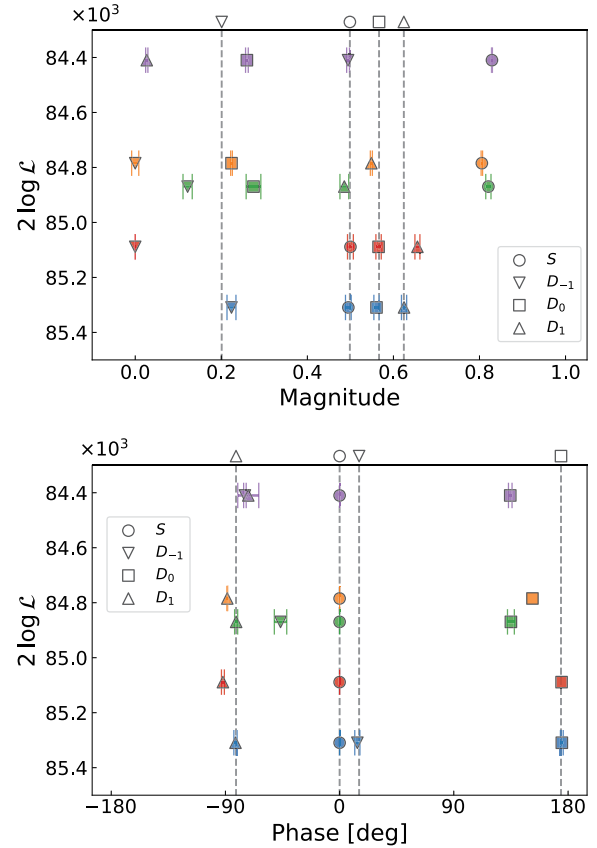 ×10³
84.4
84.6
84.8
85.0
85.2
85.4
2 log ℒ
0.0 0.2 0.4 0.6 0.8 1.0
Magnitude
S
D₋₁
D₀
D₁
×10³
84.4
84.6
84.8
85.0
85.2
85.4
2 log ℒ
S
D₋₁
D₀
D₁
−180 −90 0 90 180
Phase [deg]